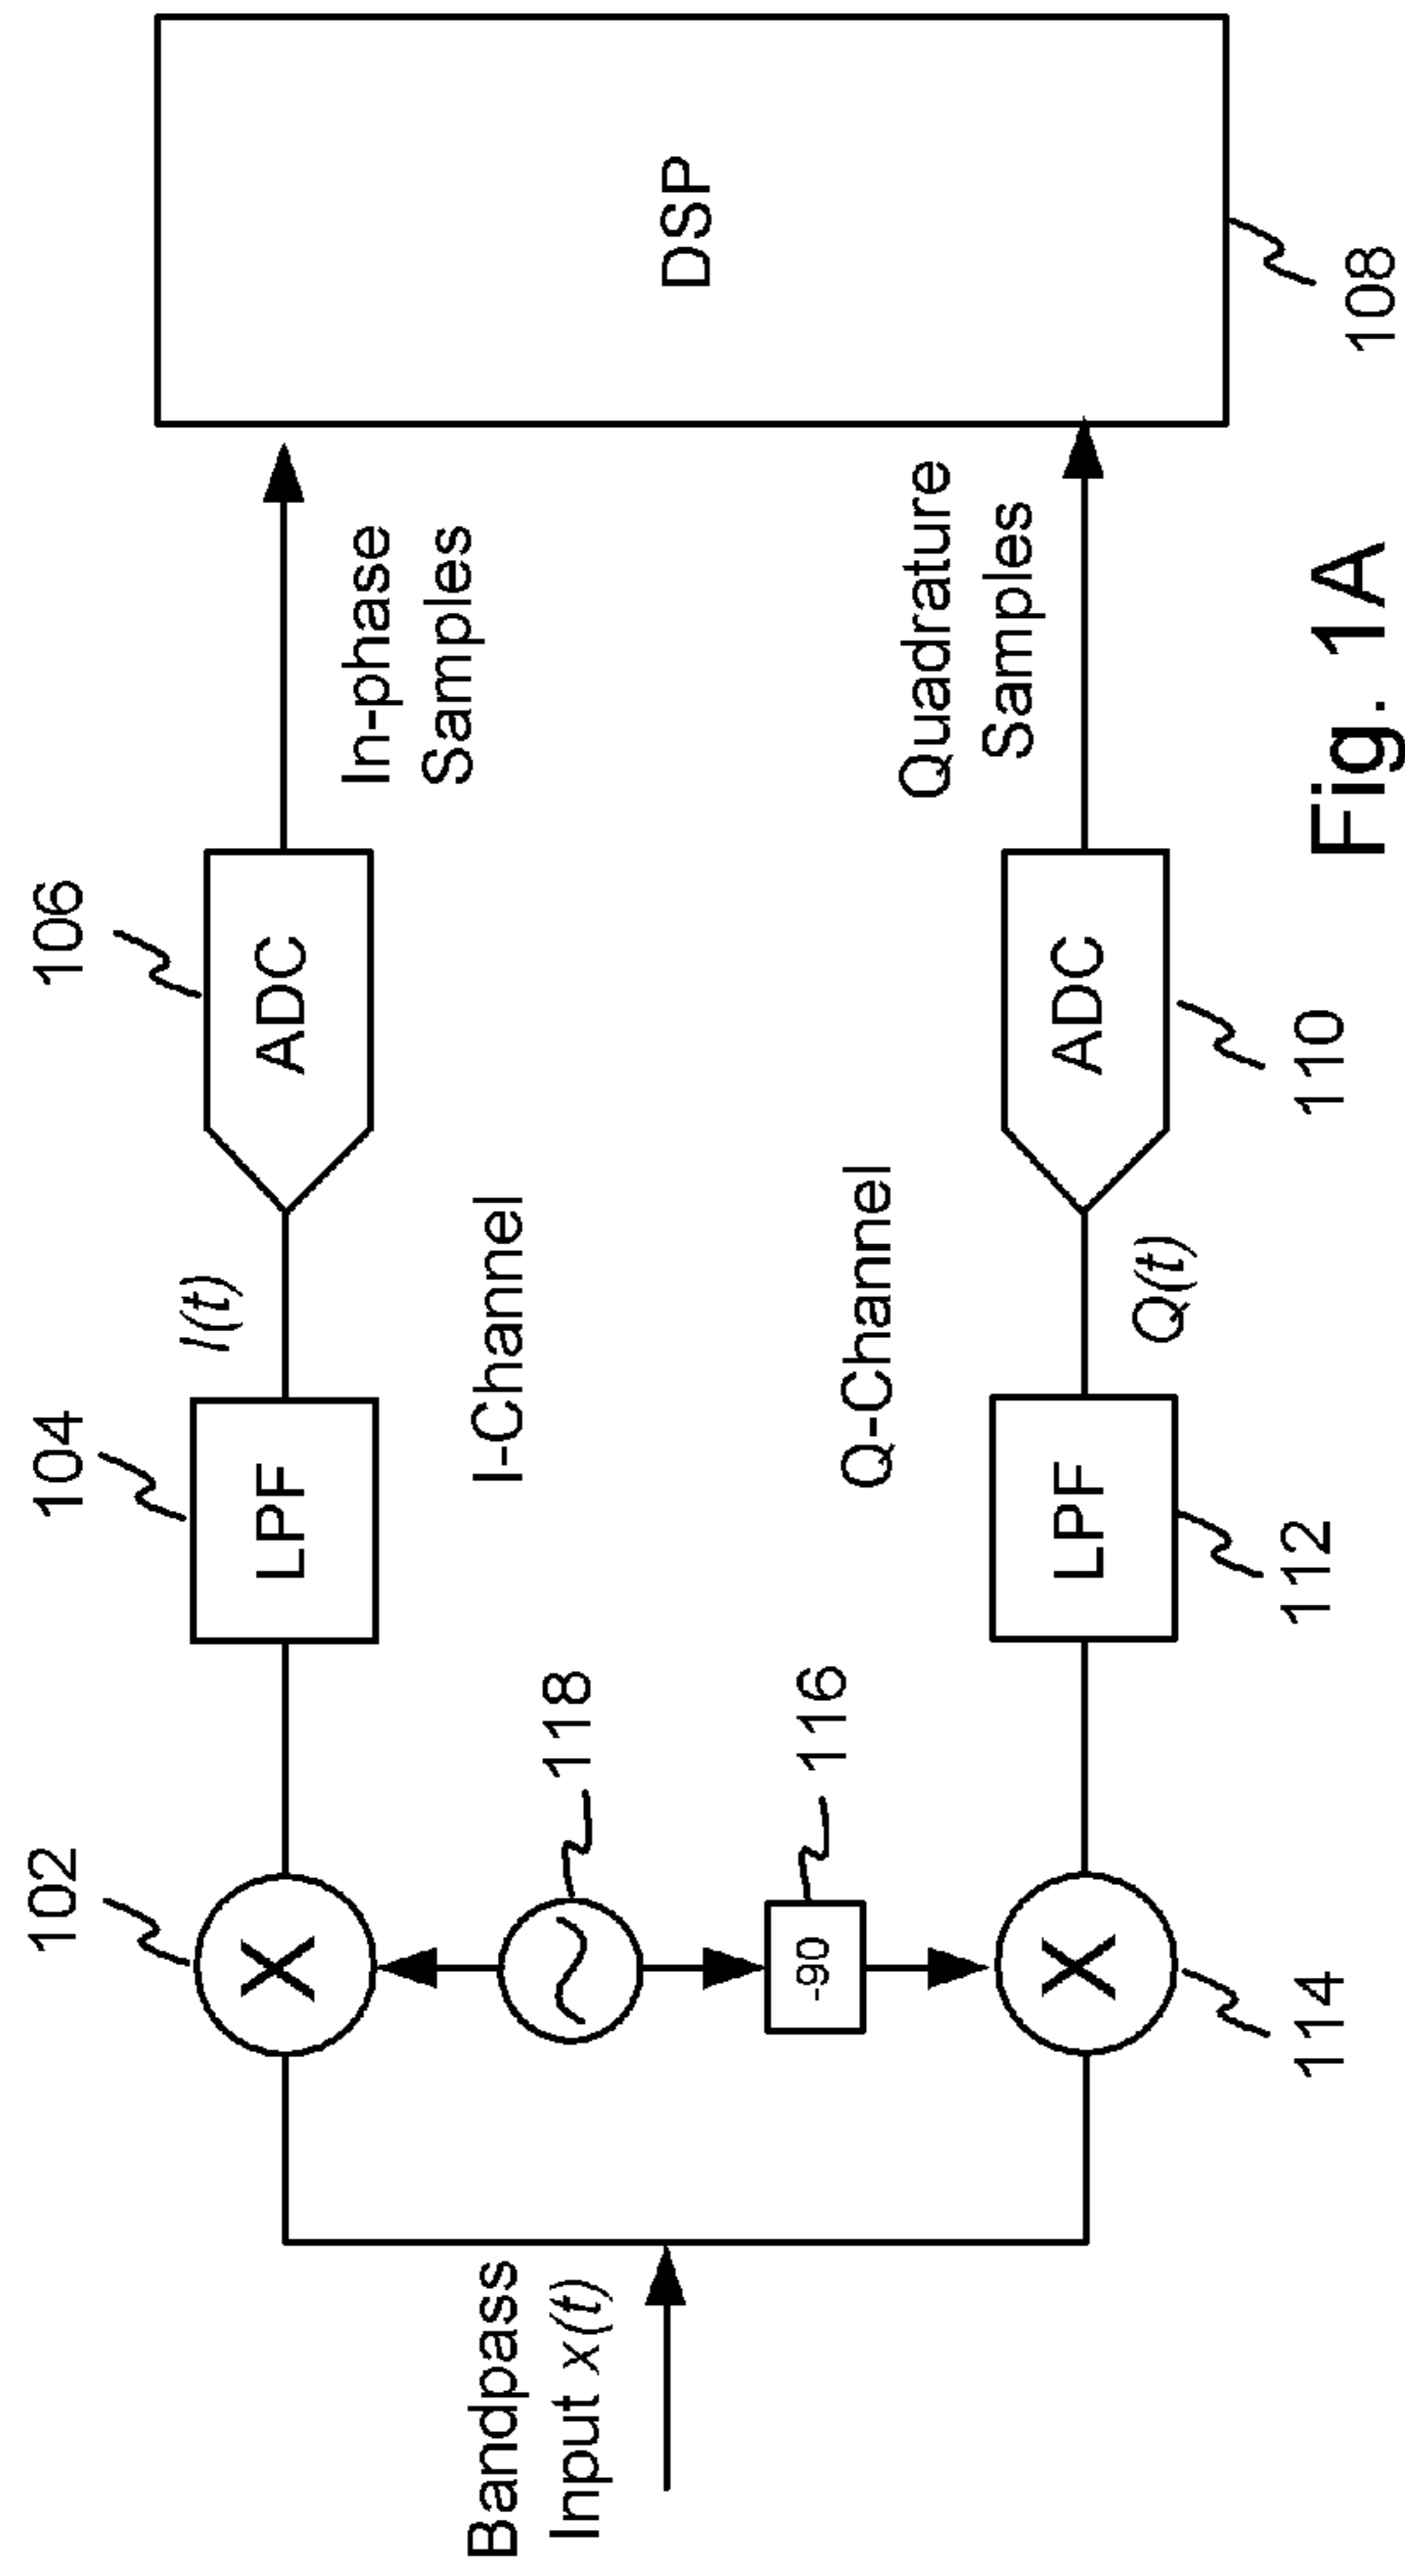 102
104
106
X
LPF
I(t)
ADC
In-phase
Samples
I-Channel
118
Bandpass
Input x(t)
-90
116
DSP
Q-Channel
Quadrature
Samples
X
LPF
Q(t)
ADC
114
112
110
108
Fig. 1A